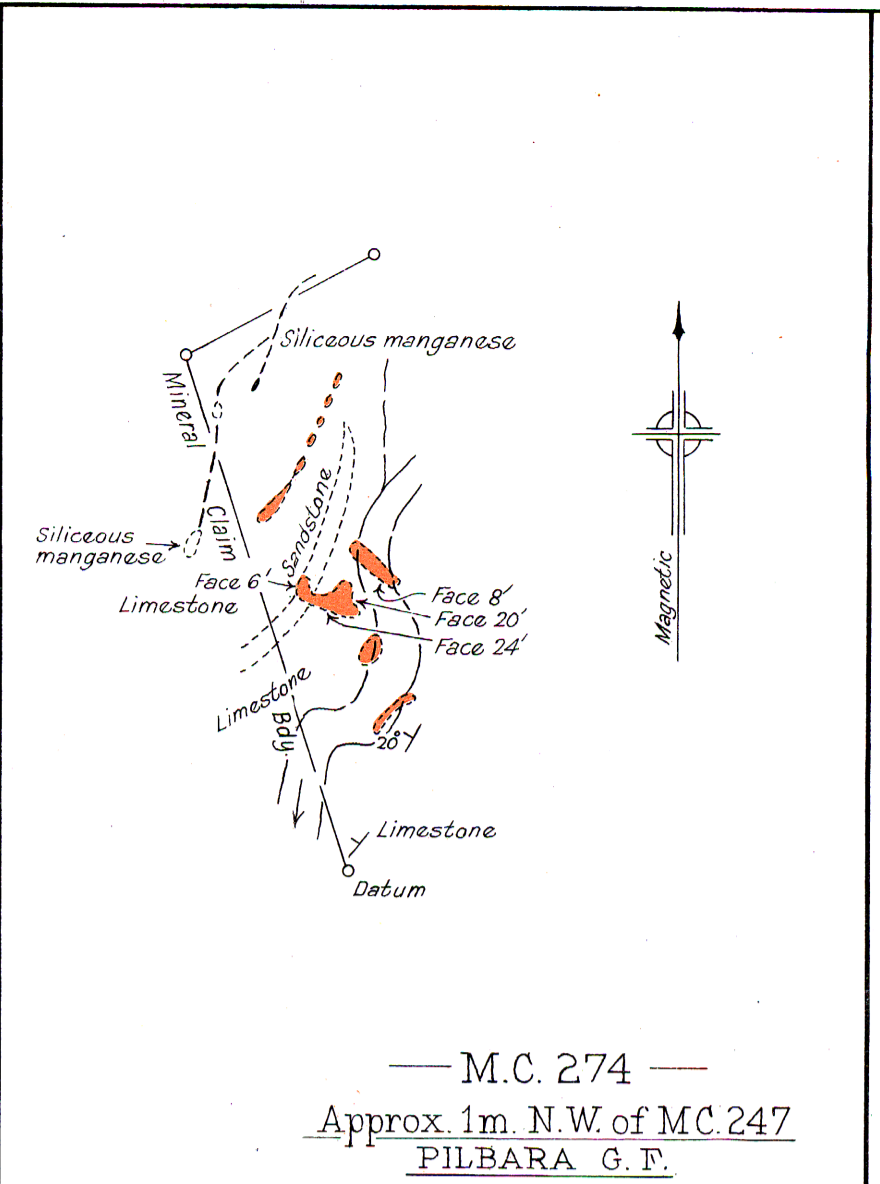 Siliceous manganese
Mineral
Claim
Sandstone
Siliceous
manganese
Face 6'
Limestone
Face 8'
Face 20'
Face 24'
Magnetic
Limestone
Bdy.
20°
Limestone
Datum
M.C. 274
Approx. 1m. N.W. of M.C. 247
PILBARA G. F.